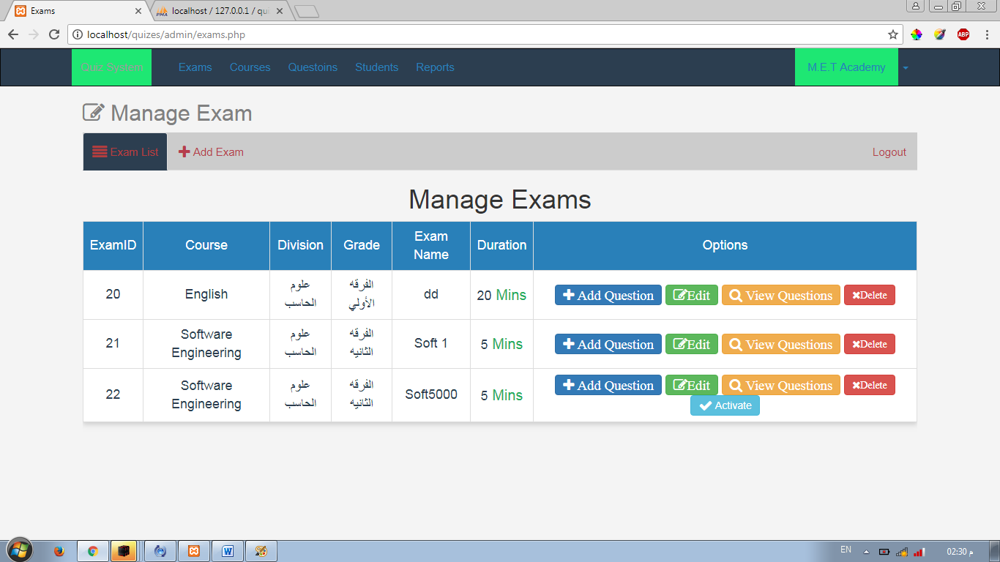 Exams
localhost / 127.0.0.1 / qui
localhost/quizes/admin/exams.php
ABP
Quiz System
Exams
Courses
Questoins
Students
Reports
M.E.T Academy
Manage Exam
Exam List
Add Exam
Logout
Manage Exams
ExamID
Course
Division
Grade
Exam
Name
Duration
Options
20
English
علوم
الحاسب
الفرقه
الأولي
dd
20 Mins
Add Question
Edit
View Questions
Delete
21
Software
Engineering
علوم
الحاسب
الفرقه
الثانيه
Soft 1
5 Mins
Add Question
Edit
View Questions
Delete
22
Software
Engineering
علوم
الحاسب
الفرقه
الثانيه
Soft5000
5 Mins
Add Question
Edit
View Questions
Delete
Activate
EN
02:30 م